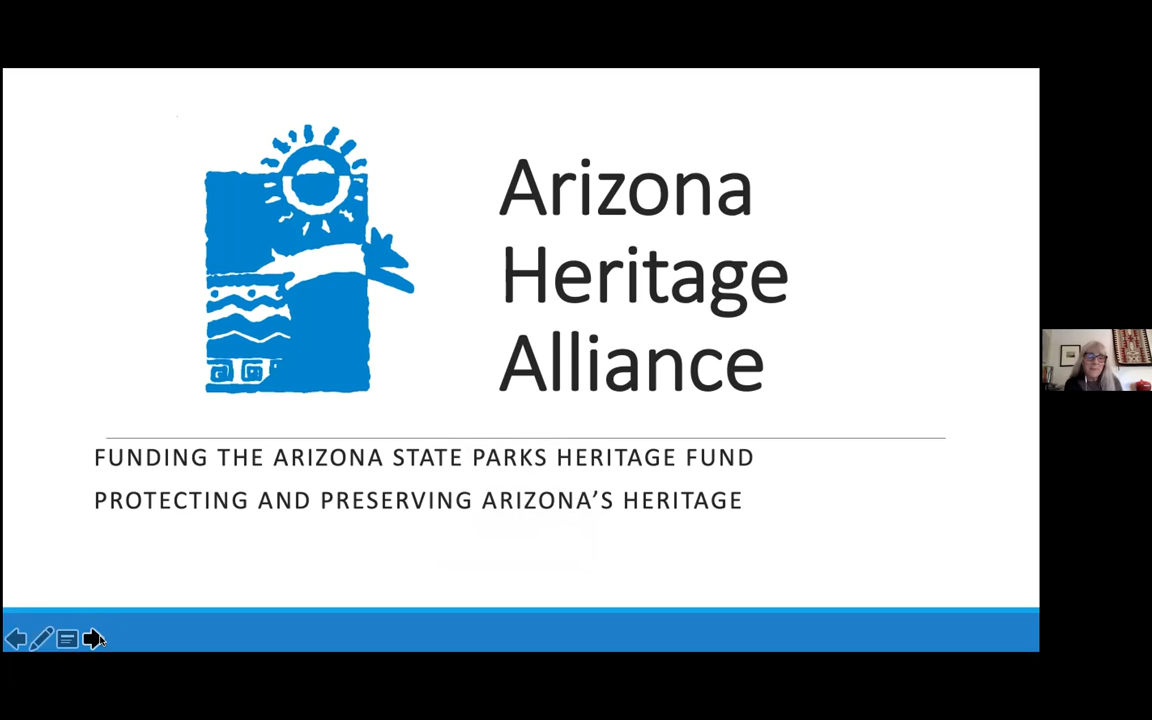 Arizona
Heritage
Alliance
FUNDING THE ARIZONA STATE PARKS HERITAGE FUND
PROTECTING AND PRESERVING ARIZONA’S HERITAGE